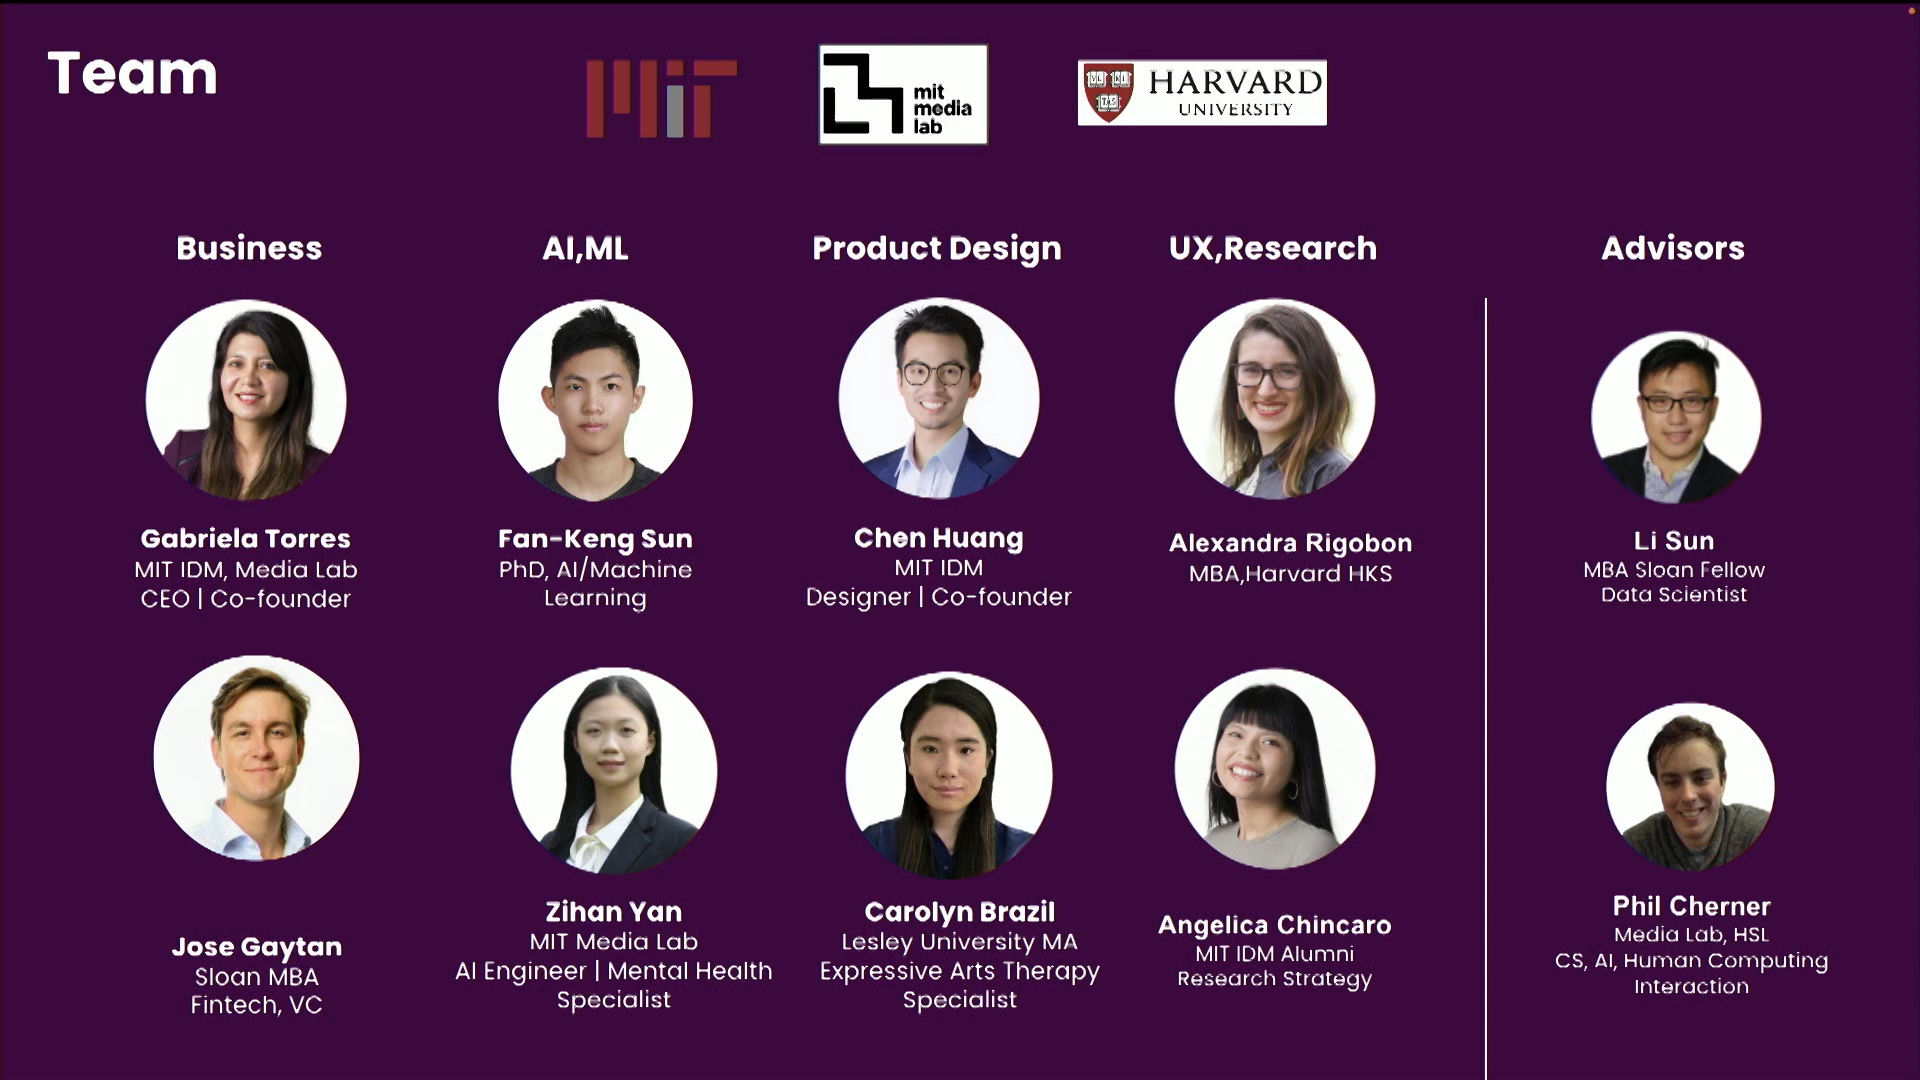 Team
MIT
mit
media
lab
HARVARD
UNIVERSITY
Business
AI,ML
Product Design
UX,Research
Advisors
Gabriela Torres
MIT IDM, Media Lab
CEO | Co-founder
Fan-Keng Sun
PhD, AI/Machine
Learning
Chen Huang
MIT IDM
Designer | Co-founder
Alexandra Rigobon
MBA,Harvard HKS
Li Sun
MBA Sloan Fellow
Data Scientist
Jose Gaytan
Sloan MBA
Fintech, VC
Zihan Yan
MIT Media Lab
AI Engineer | Mental Health
Specialist
Carolyn Brazil
Lesley University MA
Expressive Arts Therapy
Specialist
Angelica Chincaro
MIT IDM Alumni
Research Strategy
Phil Cherner
Media Lab, HSL
CS, AI, Human Computing
Interaction